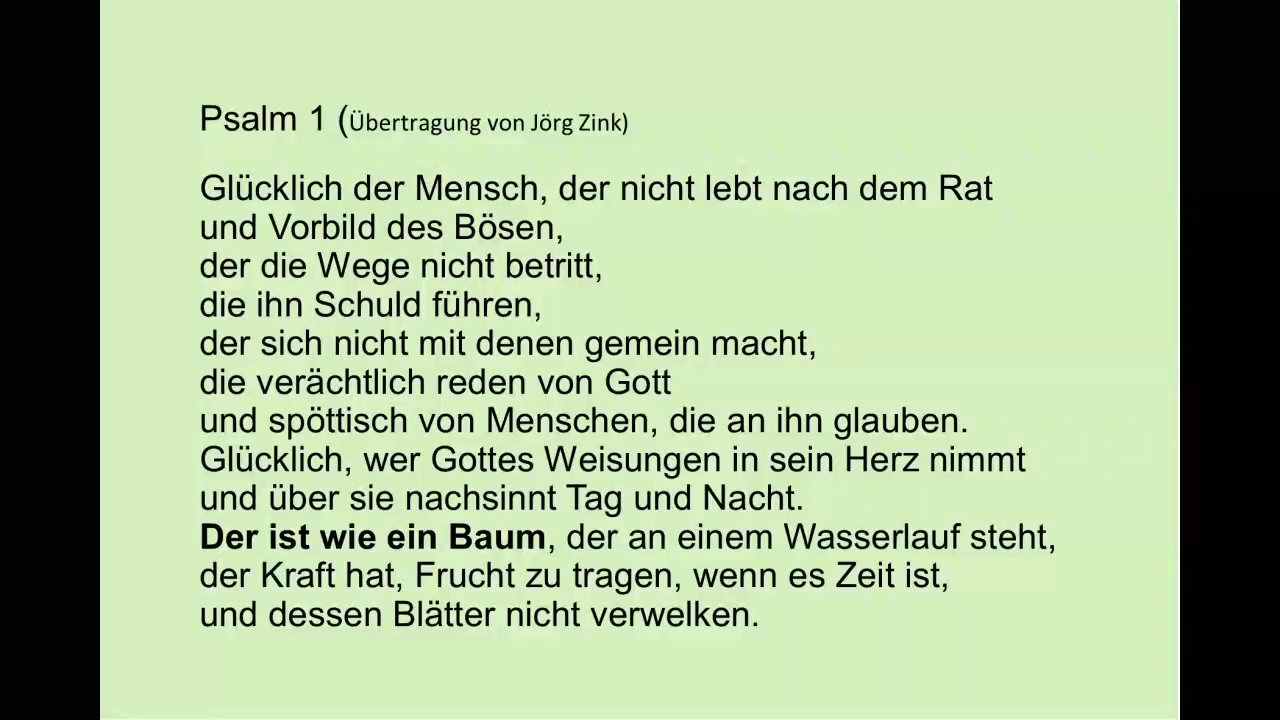 Psalm 1 (Übertragung von Jörg Zink)
Glücklich der Mensch, der nicht lebt nach dem Rat
und Vorbild des Bösen,
der die Wege nicht betritt,
die ihn Schuld führen,
der sich nicht mit denen gemein macht,
die verächtlich reden von Gott
und spöttisch von Menschen, die an ihn glauben.
Glücklich, wer Gottes Weisungen in sein Herz nimmt
und über sie nachsinnt Tag und Nacht.
Der ist wie ein Baum, der an einem Wasserlauf steht,
der Kraft hat, Frucht zu tragen, wenn es Zeit ist,
und dessen Blätter nicht verwelken.